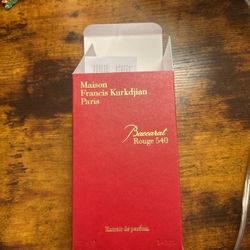 Maison
Francis Kurkdjian
Paris
Baccarat
Rouge 540
Extrait de parfum